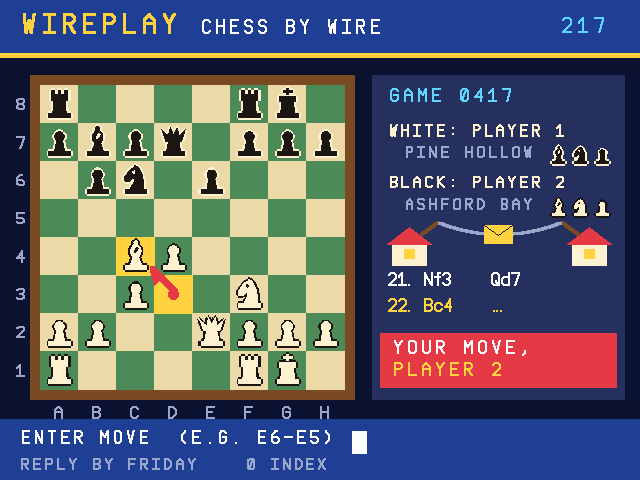 WIREPLAY CHESS BY WIRE 217
GAME 0417
WHITE: PLAYER 1
PINE HOLLOW
BLACK: PLAYER 2
ASHFORD BAY
21. Nf3 Qd7
22. Bc4 ...
YOUR MOVE,
PLAYER 2
8
7
6
5
4
3
2
1
A B C D E F G H
ENTER MOVE (E.G. E6-E5)
REPLY BY FRIDAY 0 INDEX